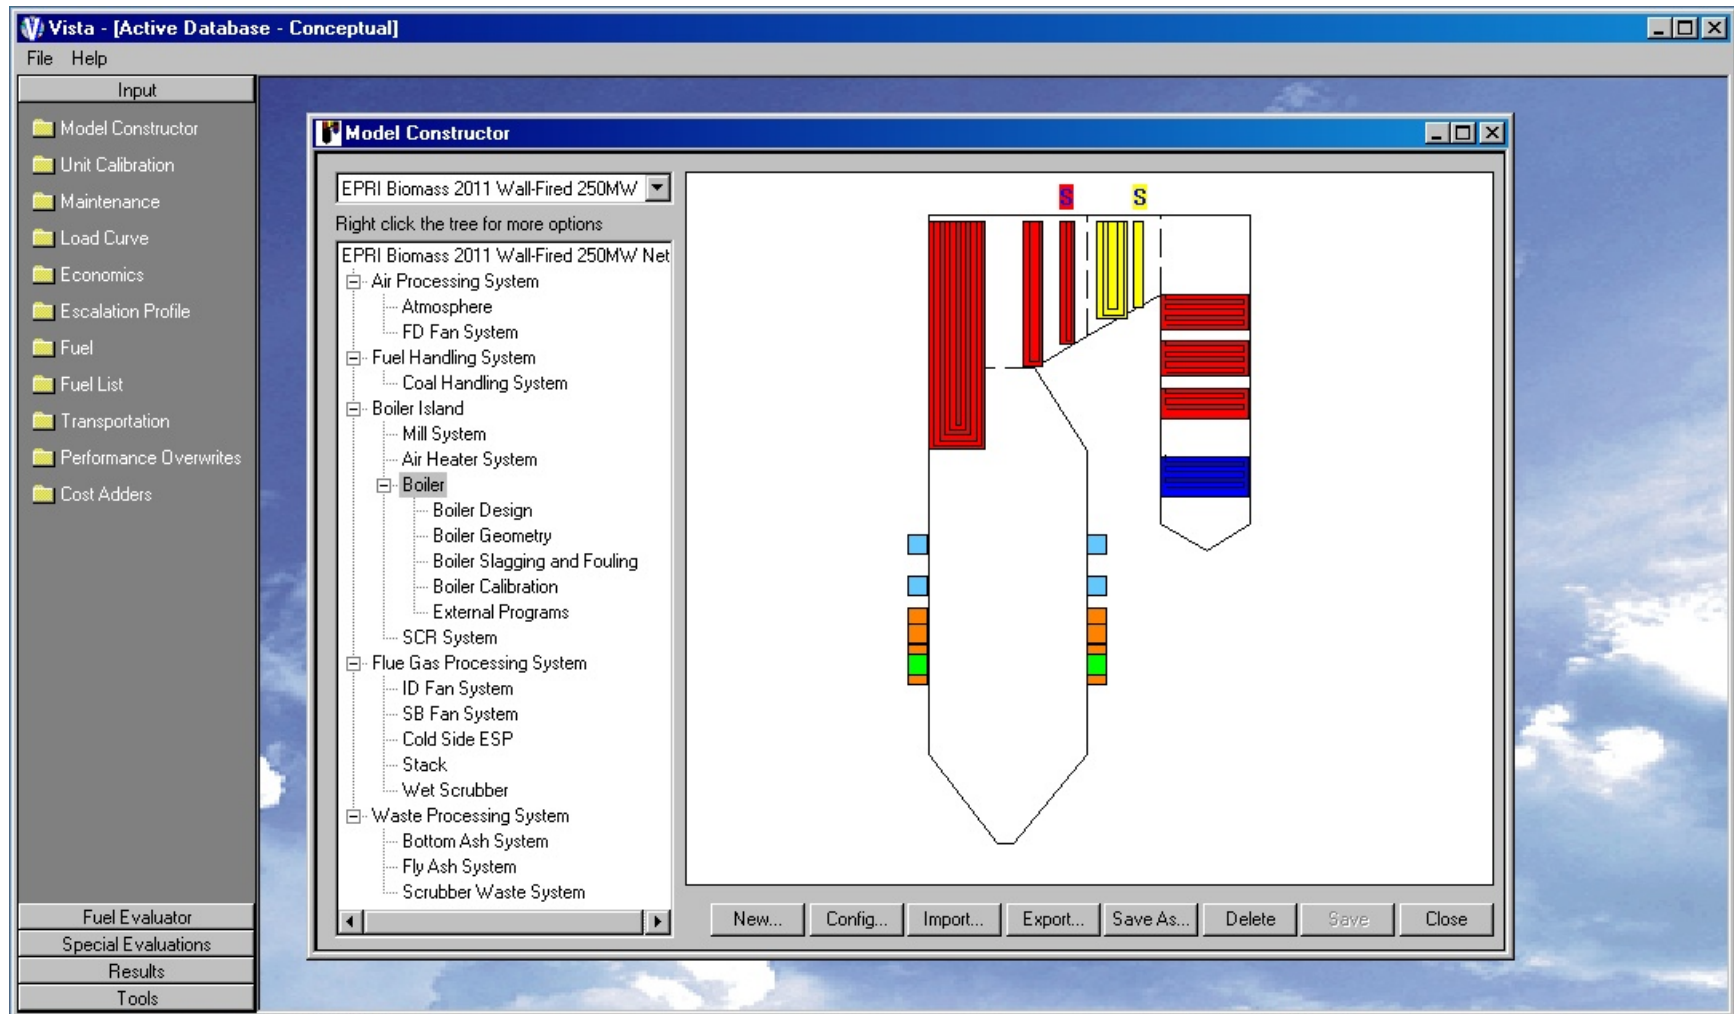 Vista - [Active Database - Conceptual]
File Help
Input
Model Constructor
Unit Calibration
Maintenance
Load Curve
Economics
Escalation Profile
Fuel
Fuel List
Transportation
Performance Overwrites
Cost Adders
Fuel Evaluator
Special Evaluations
Results
Tools
Model Constructor
EPRI Biomass 2011 Wall-Fired 250MW
Right click the tree for more options
EPRI Biomass 2011 Wall-Fired 250MW Net
Air Processing System
Atmosphere
FD Fan System
Fuel Handling System
Coal Handling System
Boiler Island
Mill System
Air Heater System
Boiler
Boiler Design
Boiler Geometry
Boiler Slagging and Fouling
Boiler Calibration
External Programs
SCR System
Flue Gas Processing System
ID Fan System
SB Fan System
Cold Side ESP
Stack
Wet Scrubber
Waste Processing System
Bottom Ash System
Fly Ash System
Scrubber Waste System
S S
New... Config... Import... Export... Save As... Delete Save Close